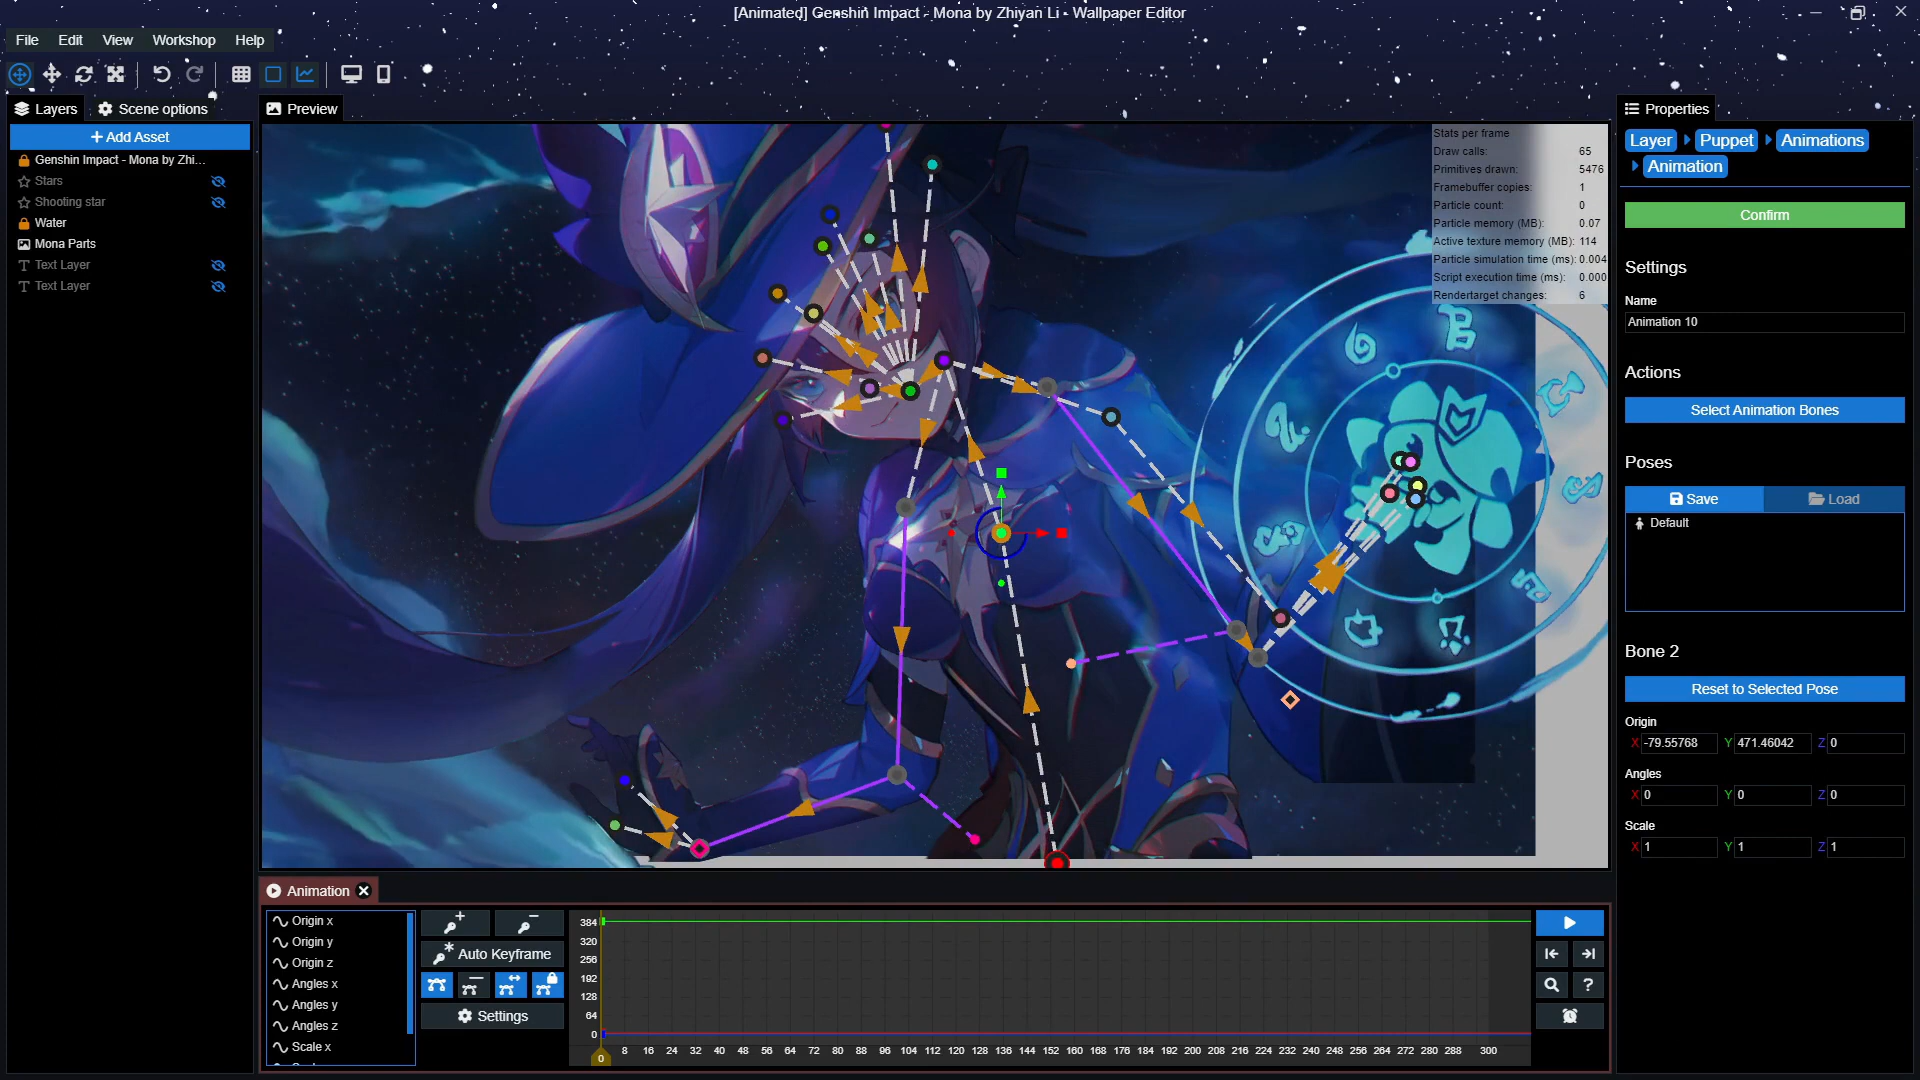 [Animated] Genshin Impact - Mona by Zhiyan Li - Wallpaper Editor
File Edit View Workshop Help
Layers Scene options
+ Add Asset
Genshin Impact - Mona by Zhi...
Stars
Shooting star
Water
Mona Parts
Text Layer
Text Layer
Preview
Stats per frame
Draw calls: 65
Primitives drawn: 5476
Framebuffer copies: 1
Particle count: 0
Particle memory (MB): 0.07
Active texture memory (MB): 114
Particle simulation time (ms): 0.004
Script execution time (ms): 0.000
Rendertarget changes: 6
Properties
Layer Puppet Animations
Animation
Confirm
Settings
Name
Animation 10
Actions
Select Animation Bones
Poses
Save Load
Default
Bone 2
Reset to Selected Pose
Origin
X -79.55768 Y 471.46042 Z 0
Angles
X 0 Y 0 Z 0
Scale
X 1 Y 1 Z 1
Animation
Origin x
Origin y
Origin z
Angles x
Angles y
Angles z
Scale x
Auto Keyframe
Settings
384
320
256
192
128
64
0
0 8 16 24 32 40 48 56 64 72 80 88 96 104 112 120 128 136 144 152 160 168 176 184 192 200 208 216 224 232 240 248 256 264 272 280 288 300
?